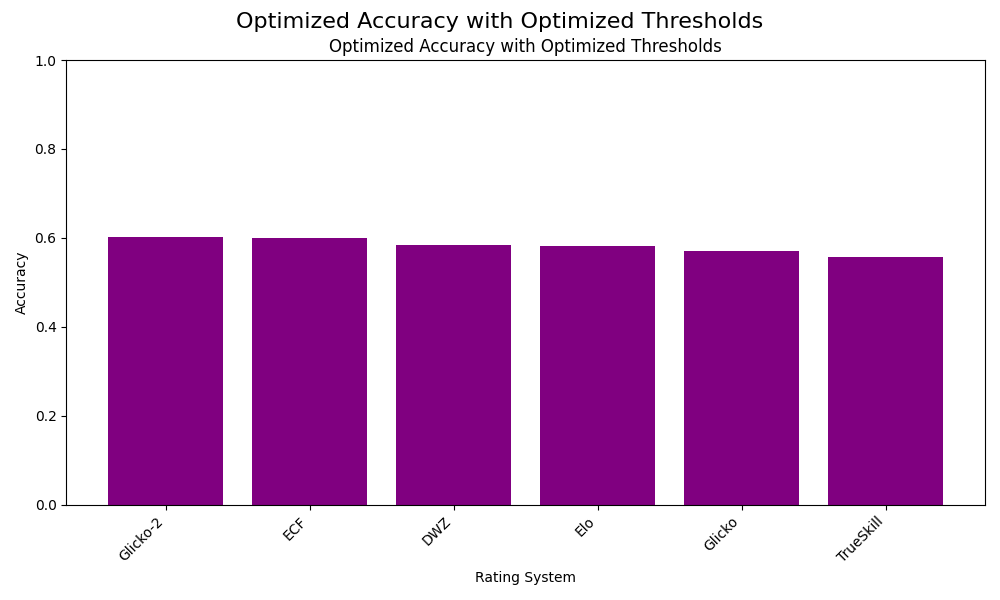 Optimized Accuracy with Optimized Thresholds
Optimized Accuracy with Optimized Thresholds
1.0
0.8
0.6
0.4
0.2
0.0
Accuracy
Glicko-2
ECF
DWZ
Elo
Glicko
TrueSkill
Rating System